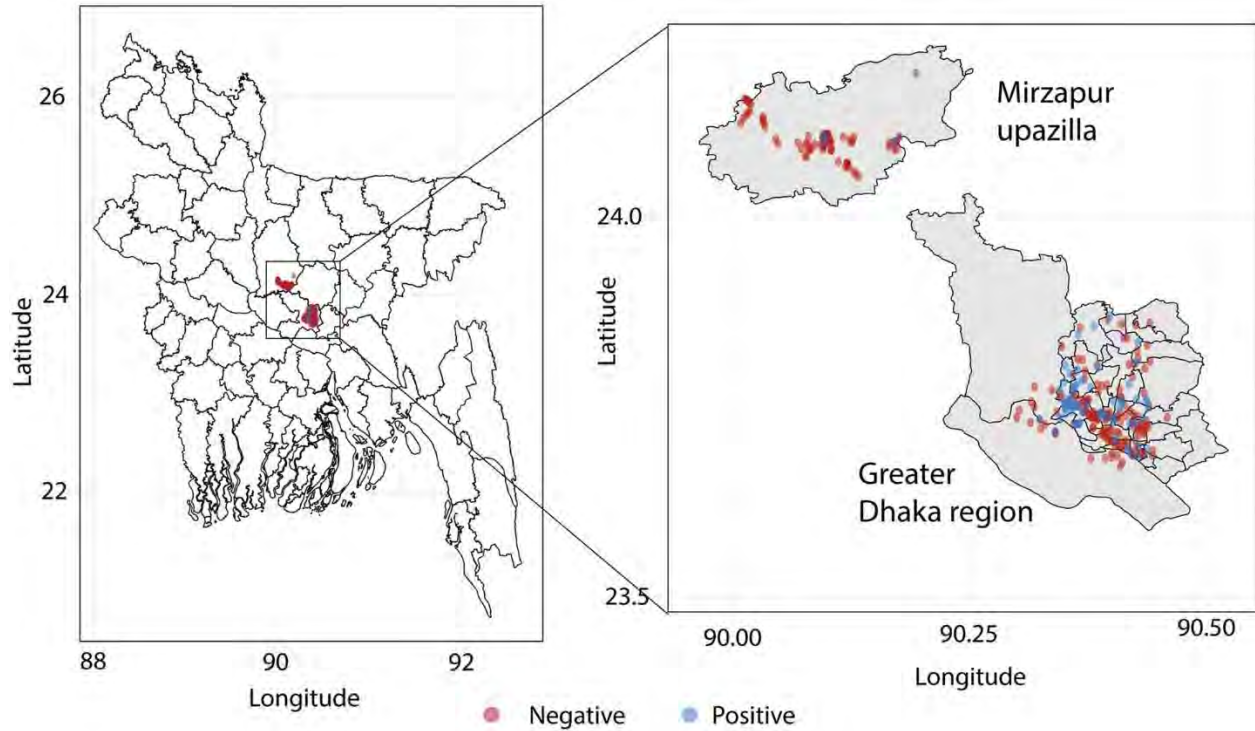 26
24
22
Latitude
88
90
92
Longitude
Mirzapur
upazilla
24.0
Latitude
Greater
Dhaka region
23.5
90.00
90.25
90.50
Longitude
Negative
Positive